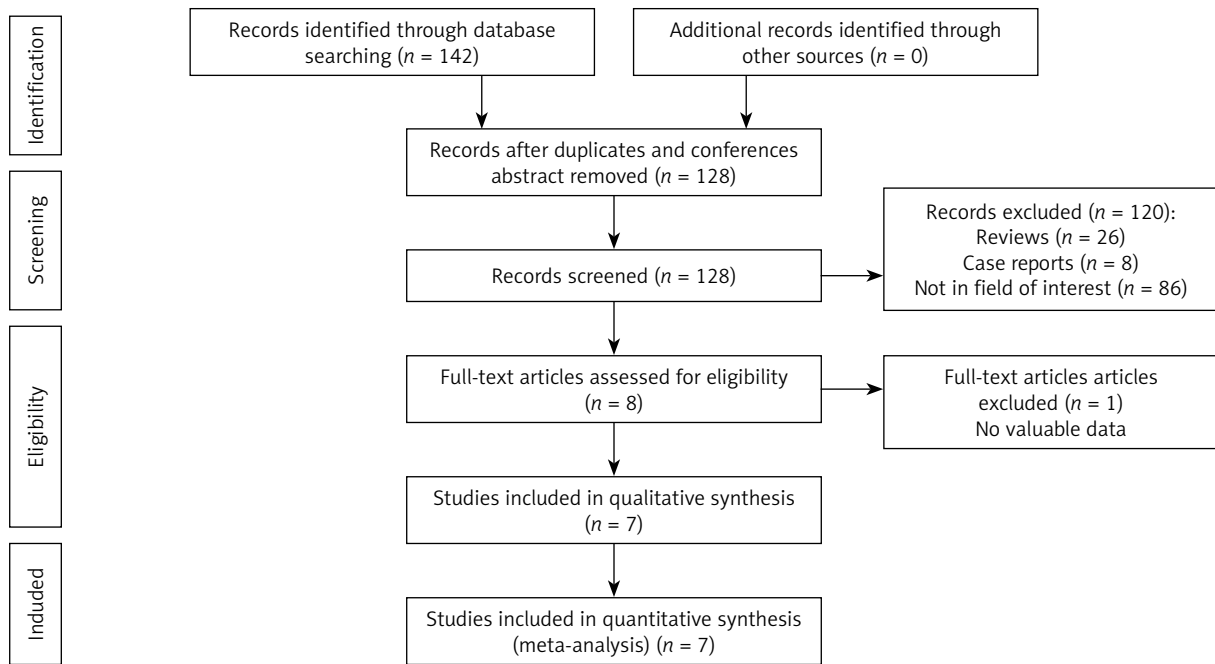 Identification
Records identified through database
searching (n = 142)
Additional records identified through
other sources (n = 0)
Records after duplicates and conferences
abstract removed (n = 128)
Screening
Records screened (n = 128)
Records excluded (n = 120):
Reviews (n = 26)
Case reports (n = 8)
Not in field of interest (n = 86)
Eligibility
Full-text articles assessed for eligibility
(n = 8)
Full-text articles articles
excluded (n = 1)
No valuable data
Studies included in qualitative synthesis
(n = 7)
Induded
Studies included in quantitative synthesis
(meta-analysis) (n = 7)